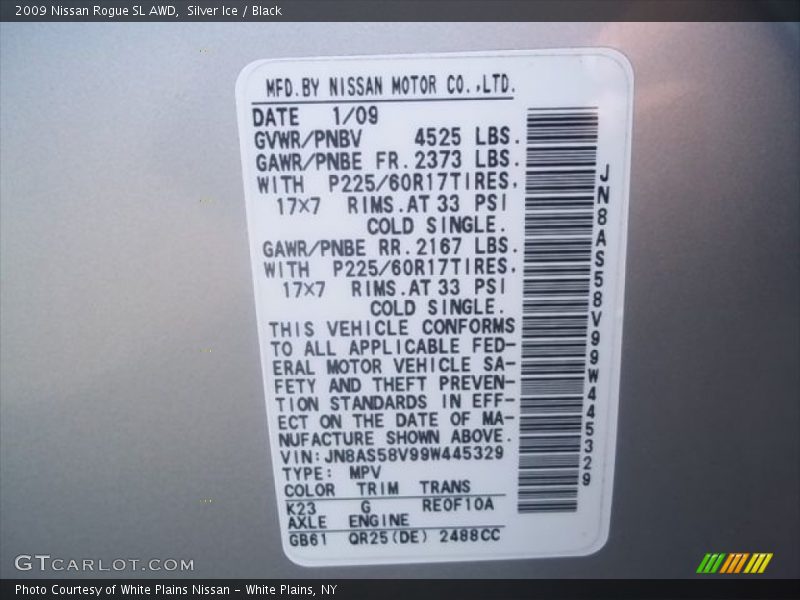 2009 Nissan Rogue SL AWD,  Silver Ice / Black
MFD.BY NISSAN MOTOR CO.,LTD.
DATE 1/09
GVWR/PNBV 4525 LBS.
GAWR/PNBE FR.2373 LBS.
WITH P225/60R17TIRES,
17×7 RIMS.AT 33 PSI
COLD SINGLE.
GAWR/PNBE RR.2167 LBS.
WITH P225/60R17TIRES,
17×7 RIMS.AT 33 PSI
COLD SINGLE.
THIS VEHICLE CONFORMS
TO ALL APPLICABLE FED-
ERAL MOTOR VEHICLE SA-
FETY AND THEFT PREVEN-
TION STANDARDS IN EFF-
ECT ON THE DATE OF MA-
NUFACTURE SHOWN ABOVE.
VIN:JN8AS58V99W445329
TYPE: MPV
COLOR TRIM TRANS
K23 G RE0F10A
AXLE ENGINE
GB61 QR25(DE) 2488CC
JN8AS58V99W445329
GTCARLOT.COM
Photo Courtesy of White Plains Nissan - White Plains, NY